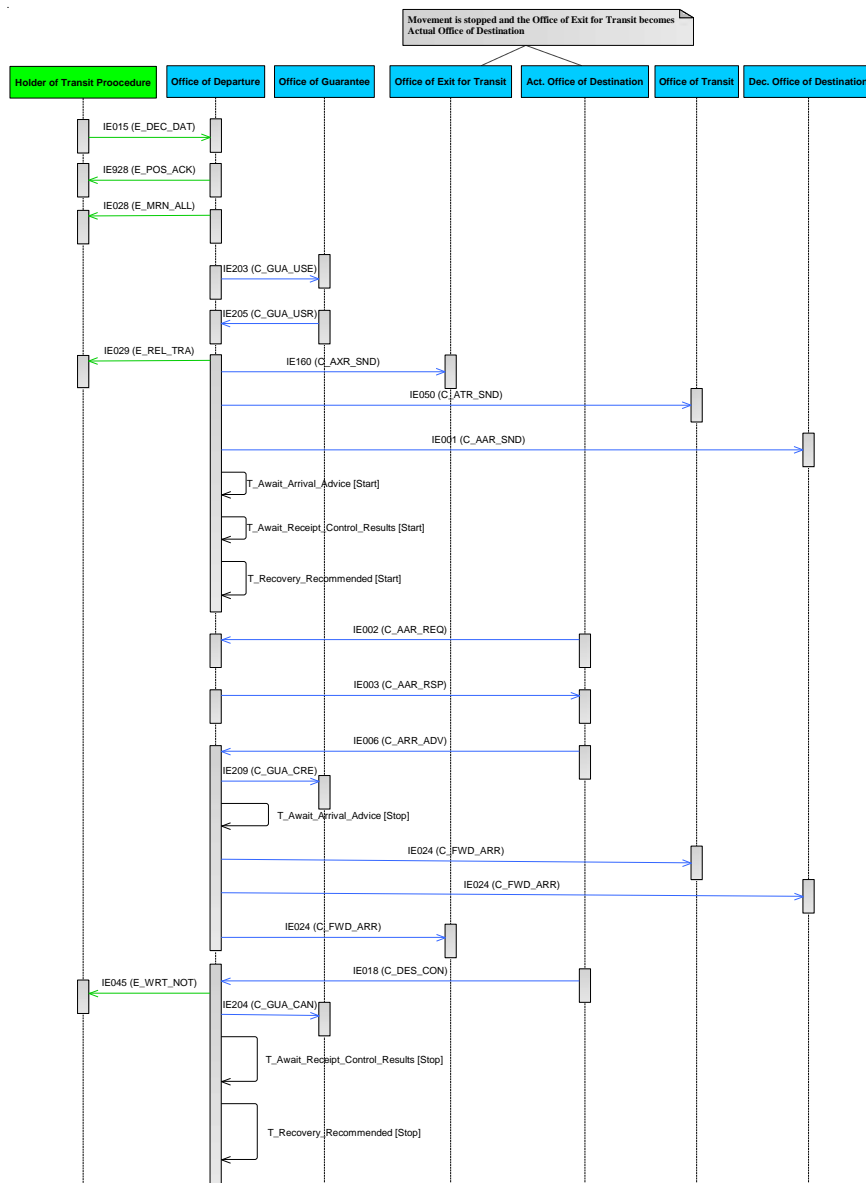 Movement is stopped and the Office of Exit for Transit becomes
Actual Office of Destination
Holder of Transit Proocedure
Office of Departure
Office of Guarantee
Office of Exit for Transit
Act. Office of Destination
Office of Transit
Dec. Office of Destination
IE015 (E_DEC_DAT)
IE928 (E_POS_ACK)
IE028 (E_MRN_ALL)
IE203 (C_GUA_USE)
IE205 (C_GUA_USR)
IE029 (E_REL_TRA)
IE160 (C_AXR_SND)
IE050 (C_ATR_SND)
IE001 (C_AAR_SND)
T_Await_Arrival_Advice [Start]
T_Await_Receipt_Control_Results [Start]
T_Recovery_Recommended [Start]
IE002 (C_AAR_REQ)
IE003 (C_AAR_RSP)
IE006 (C_ARR_ADV)
IE209 (C_GUA_CRE)
T_Await_Arrival_Advice [Stop]
IE024 (C_FWD_ARR)
IE024 (C_FWD_ARR)
IE024 (C_FWD_ARR)
IE018 (C_DES_CON)
IE045 (E_WRT_NOT)
IE204 (C_GUA_CAN)
T_Await_Receipt_Control_Results [Stop]
T_Recovery_Recommended [Stop]